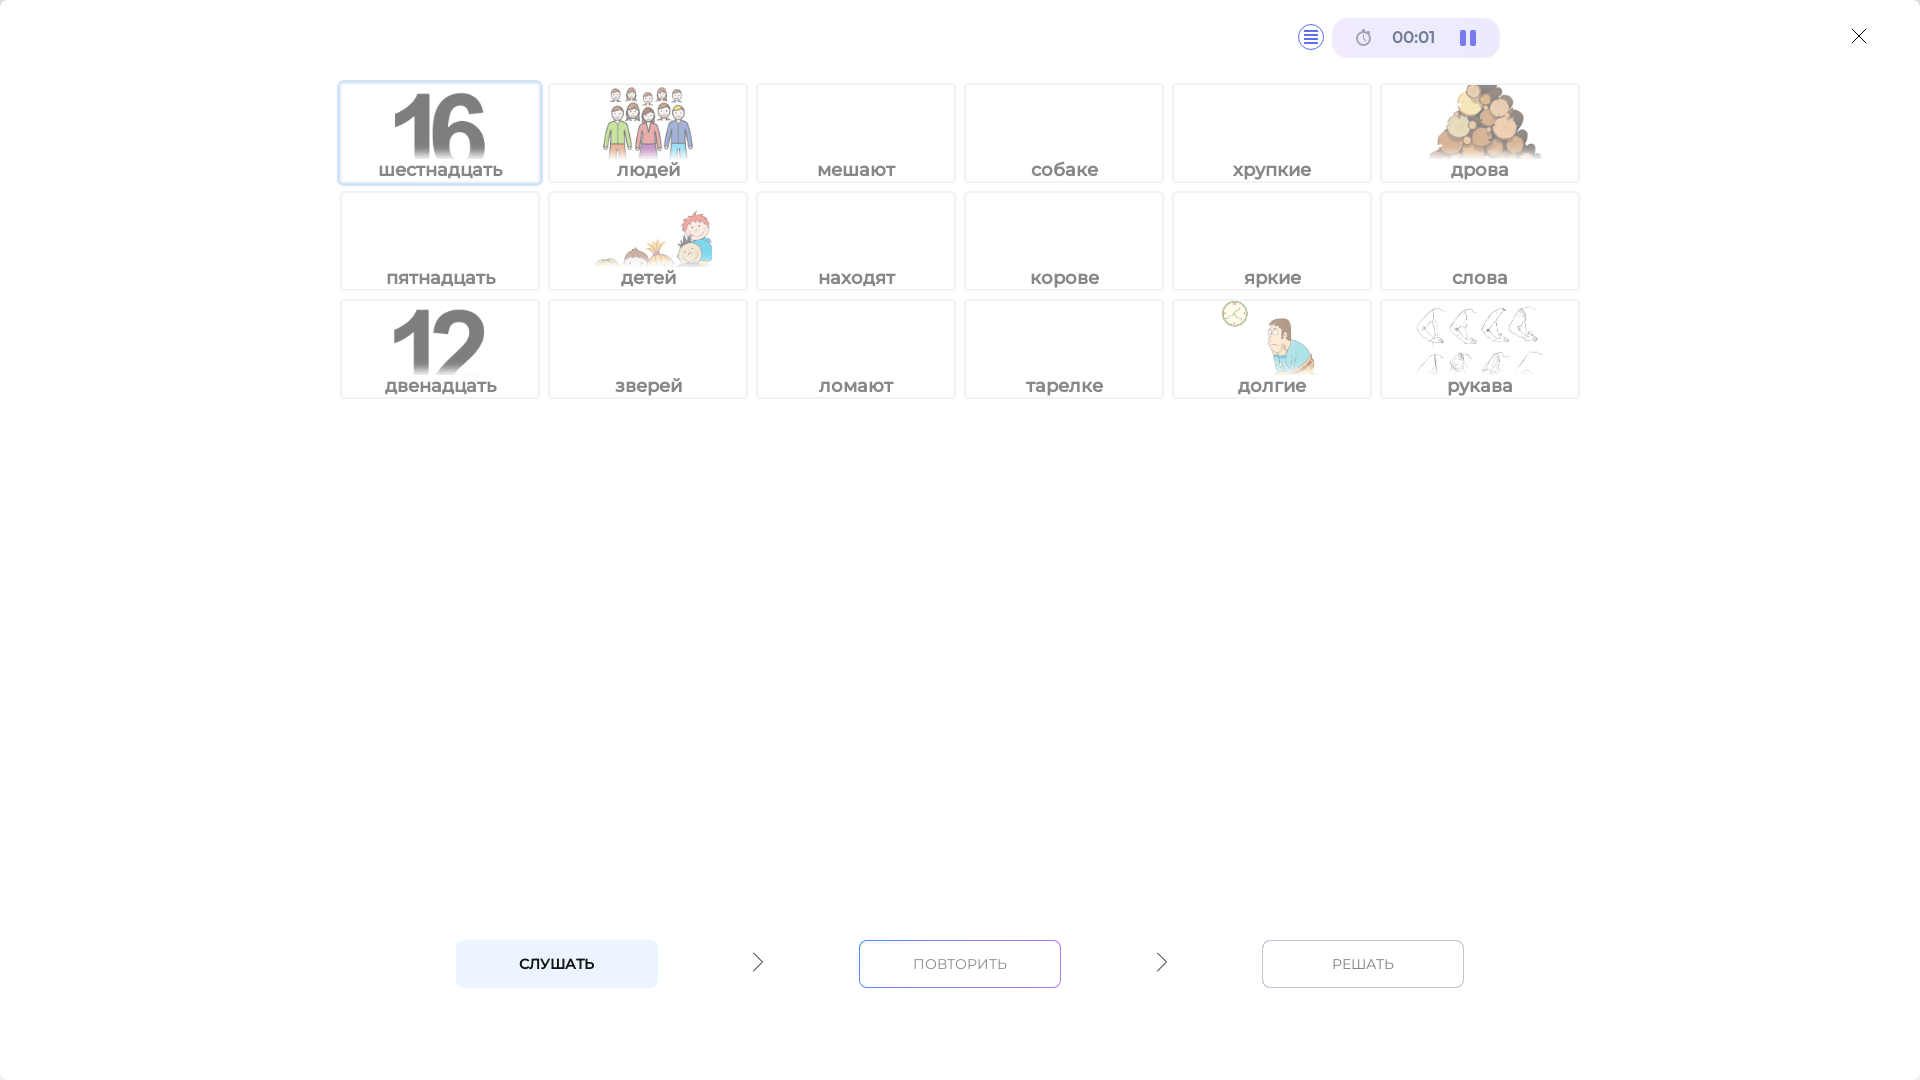 00:01
16
шестнадцать людей мешают собаке хрупкие дрова
пятнадцать детей находят корове яркие слова
12
двенадцать зверей ломают тарелке долгие рукава
СЛУШАТЬ ПОВТОРИТЬ РЕШАТЬ